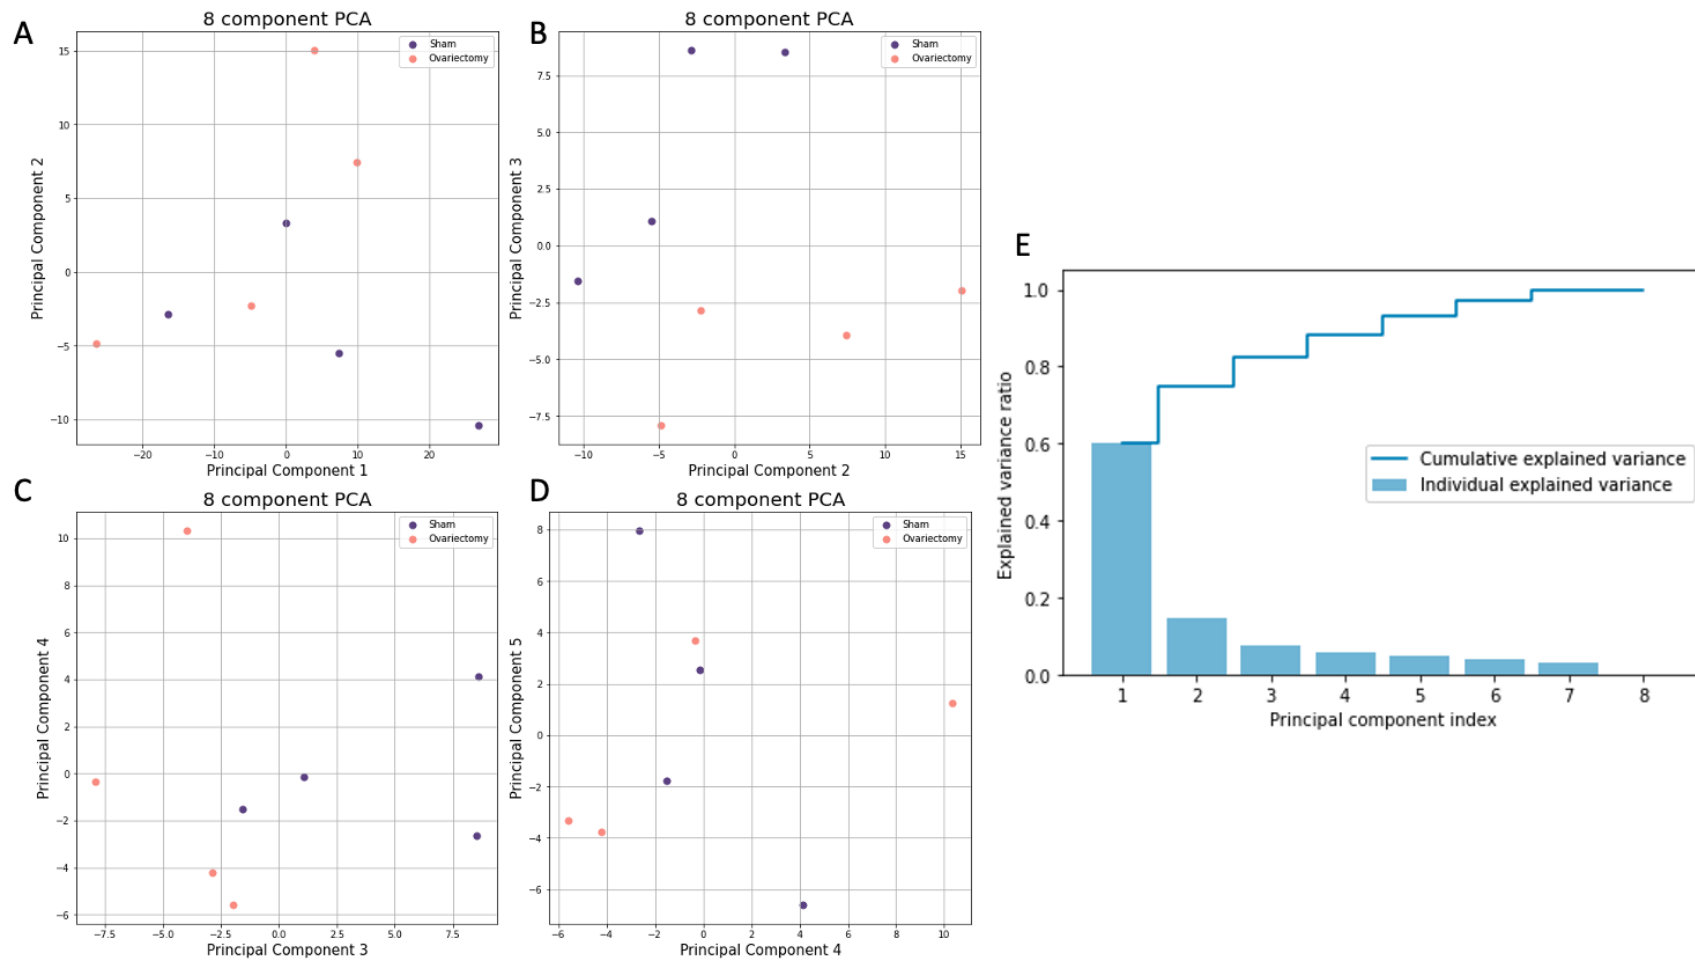 A
8 component PCA
Sham
Ovariectomy
15
10
5
0
−5
−10
−20
−10
0
10
20
Principal Component 2
Principal Component 1
B
8 component PCA
Sham
Ovariectomy
7.5
5.0
2.5
0.0
−2.5
−5.0
−7.5
−10
−5
0
5
10
15
Principal Component 3
Principal Component 2
C
8 component PCA
Sham
Ovariectomy
10
8
6
4
2
0
−2
−4
−6
−7.5
−5.0
−2.5
0.0
2.5
5.0
7.5
Principal Component 4
Principal Component 3
D
8 component PCA
Sham
Ovariectomy
8
6
4
2
0
−2
−4
−6
−6
−4
−2
0
2
4
6
8
10
Principal Component 5
Principal Component 4
E
1.0
0.8
0.6
0.4
0.2
0.0
Explained variance ratio
Cumulative explained variance
Individual explained variance
1
2
3
4
5
6
7
8
Principal component index